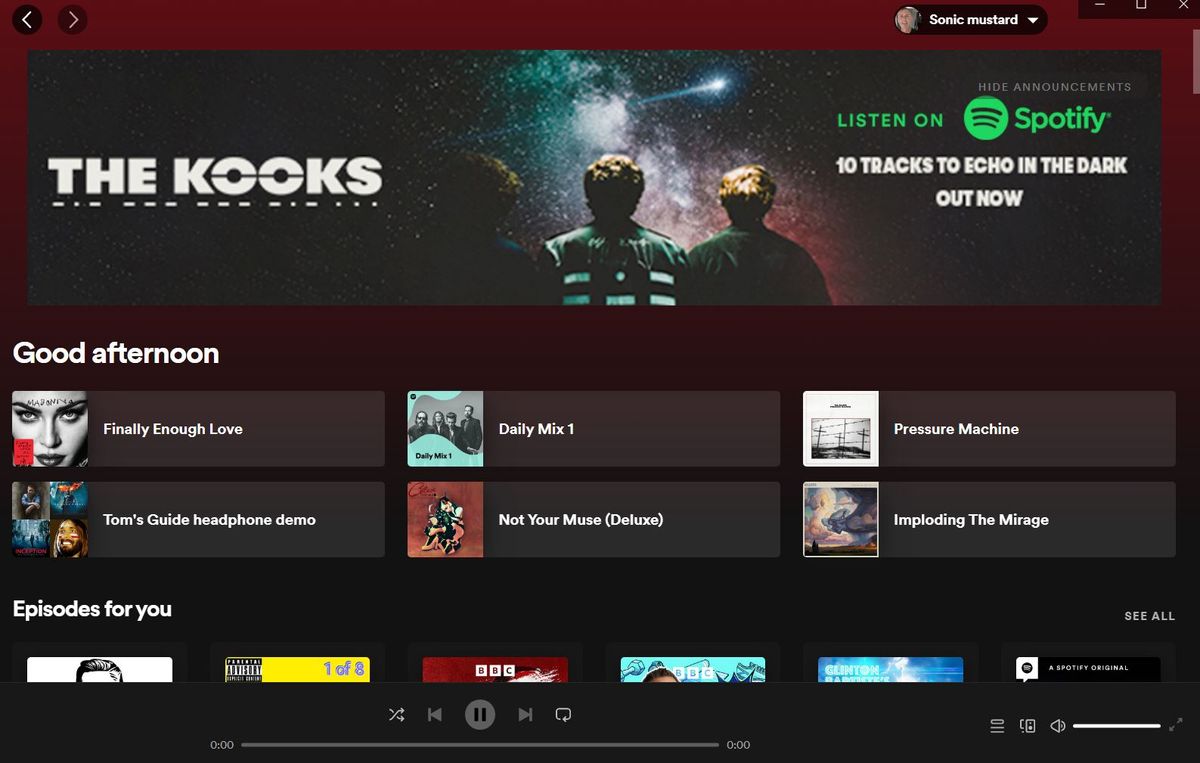 Sonic mustard
HIDE ANNOUNCEMENTS
LISTEN ON Spotify®
THE KOOKS
10 TRACKS TO ECHO IN THE DARK
OUT NOW
Good afternoon
MADONNA
Finally Enough Love
Daily Mix 1
Daily Mix 1
Pressure Machine
INCEPTION
Tom's Guide headphone demo
Not Your Muse (Deluxe)
Imploding The Mirage
Episodes for you
SEE ALL
PARENTAL
ADVISORY
EXPLICIT CONTENT
1 of 8
BBC
BBC
CLINTON
BAPTISTE'S
A SPOTIFY ORIGINAL
0:00
0:00